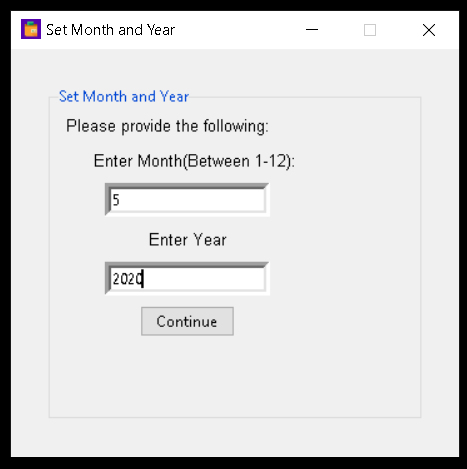 Set Month and Year
Set Month and Year
Please provide the following:
Enter Month(Between 1-12):
5
Enter Year
2020
Continue